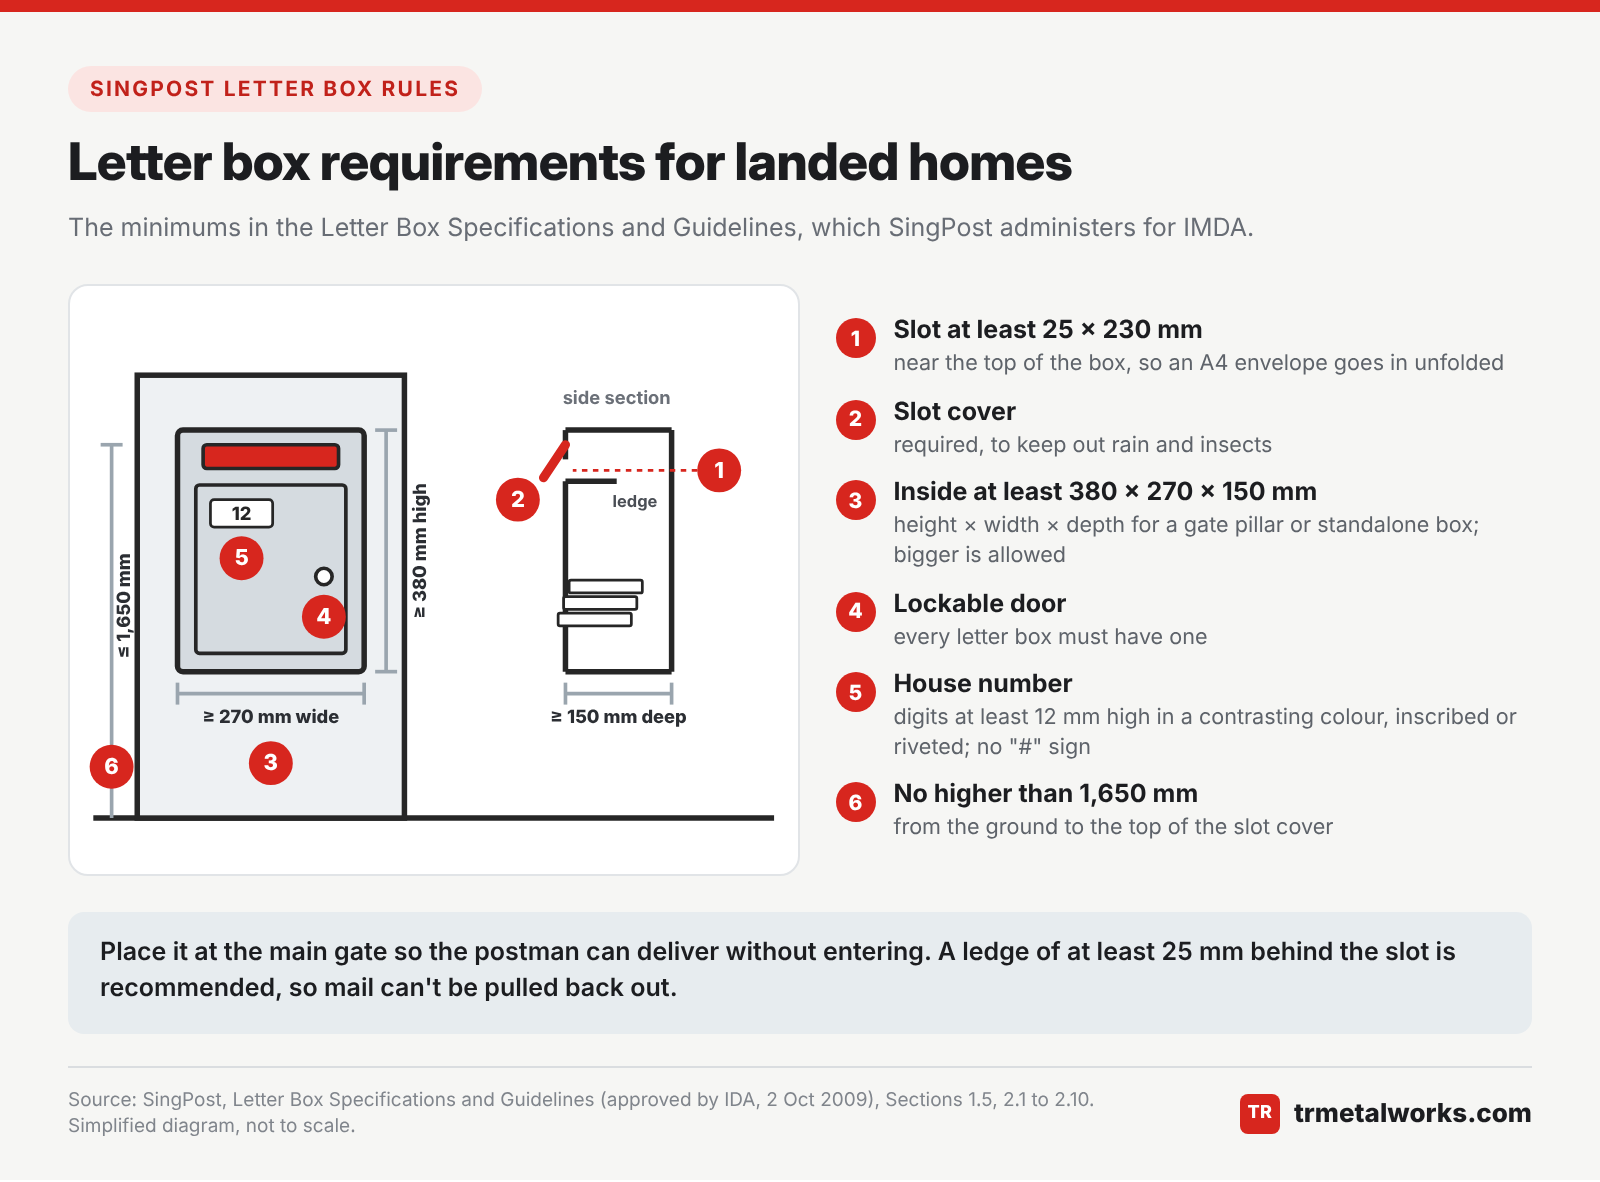 SINGPOST LETTER BOX RULES
Letter box requirements for landed homes
The minimums in the Letter Box Specifications and Guidelines, which SingPost administers for IMDA.
side section
12
ledge
≤ 1,650 mm
≥ 380 mm high
≥ 270 mm wide
≥ 150 mm deep
1
2
3
4
5
6
1 Slot at least 25 × 230 mm
near the top of the box, so an A4 envelope goes in unfolded
2 Slot cover
required, to keep out rain and insects
3 Inside at least 380 × 270 × 150 mm
height × width × depth for a gate pillar or standalone box;
bigger is allowed
4 Lockable door
every letter box must have one
5 House number
digits at least 12 mm high in a contrasting colour, inscribed or
riveted; no "#" sign
6 No higher than 1,650 mm
from the ground to the top of the slot cover
Place it at the main gate so the postman can deliver without entering. A ledge of at least 25 mm behind the slot is
recommended, so mail can't be pulled back out.
Source: SingPost, Letter Box Specifications and Guidelines (approved by IDA, 2 Oct 2009), Sections 1.5, 2.1 to 2.10.
Simplified diagram, not to scale.
TR trmetalworks.com